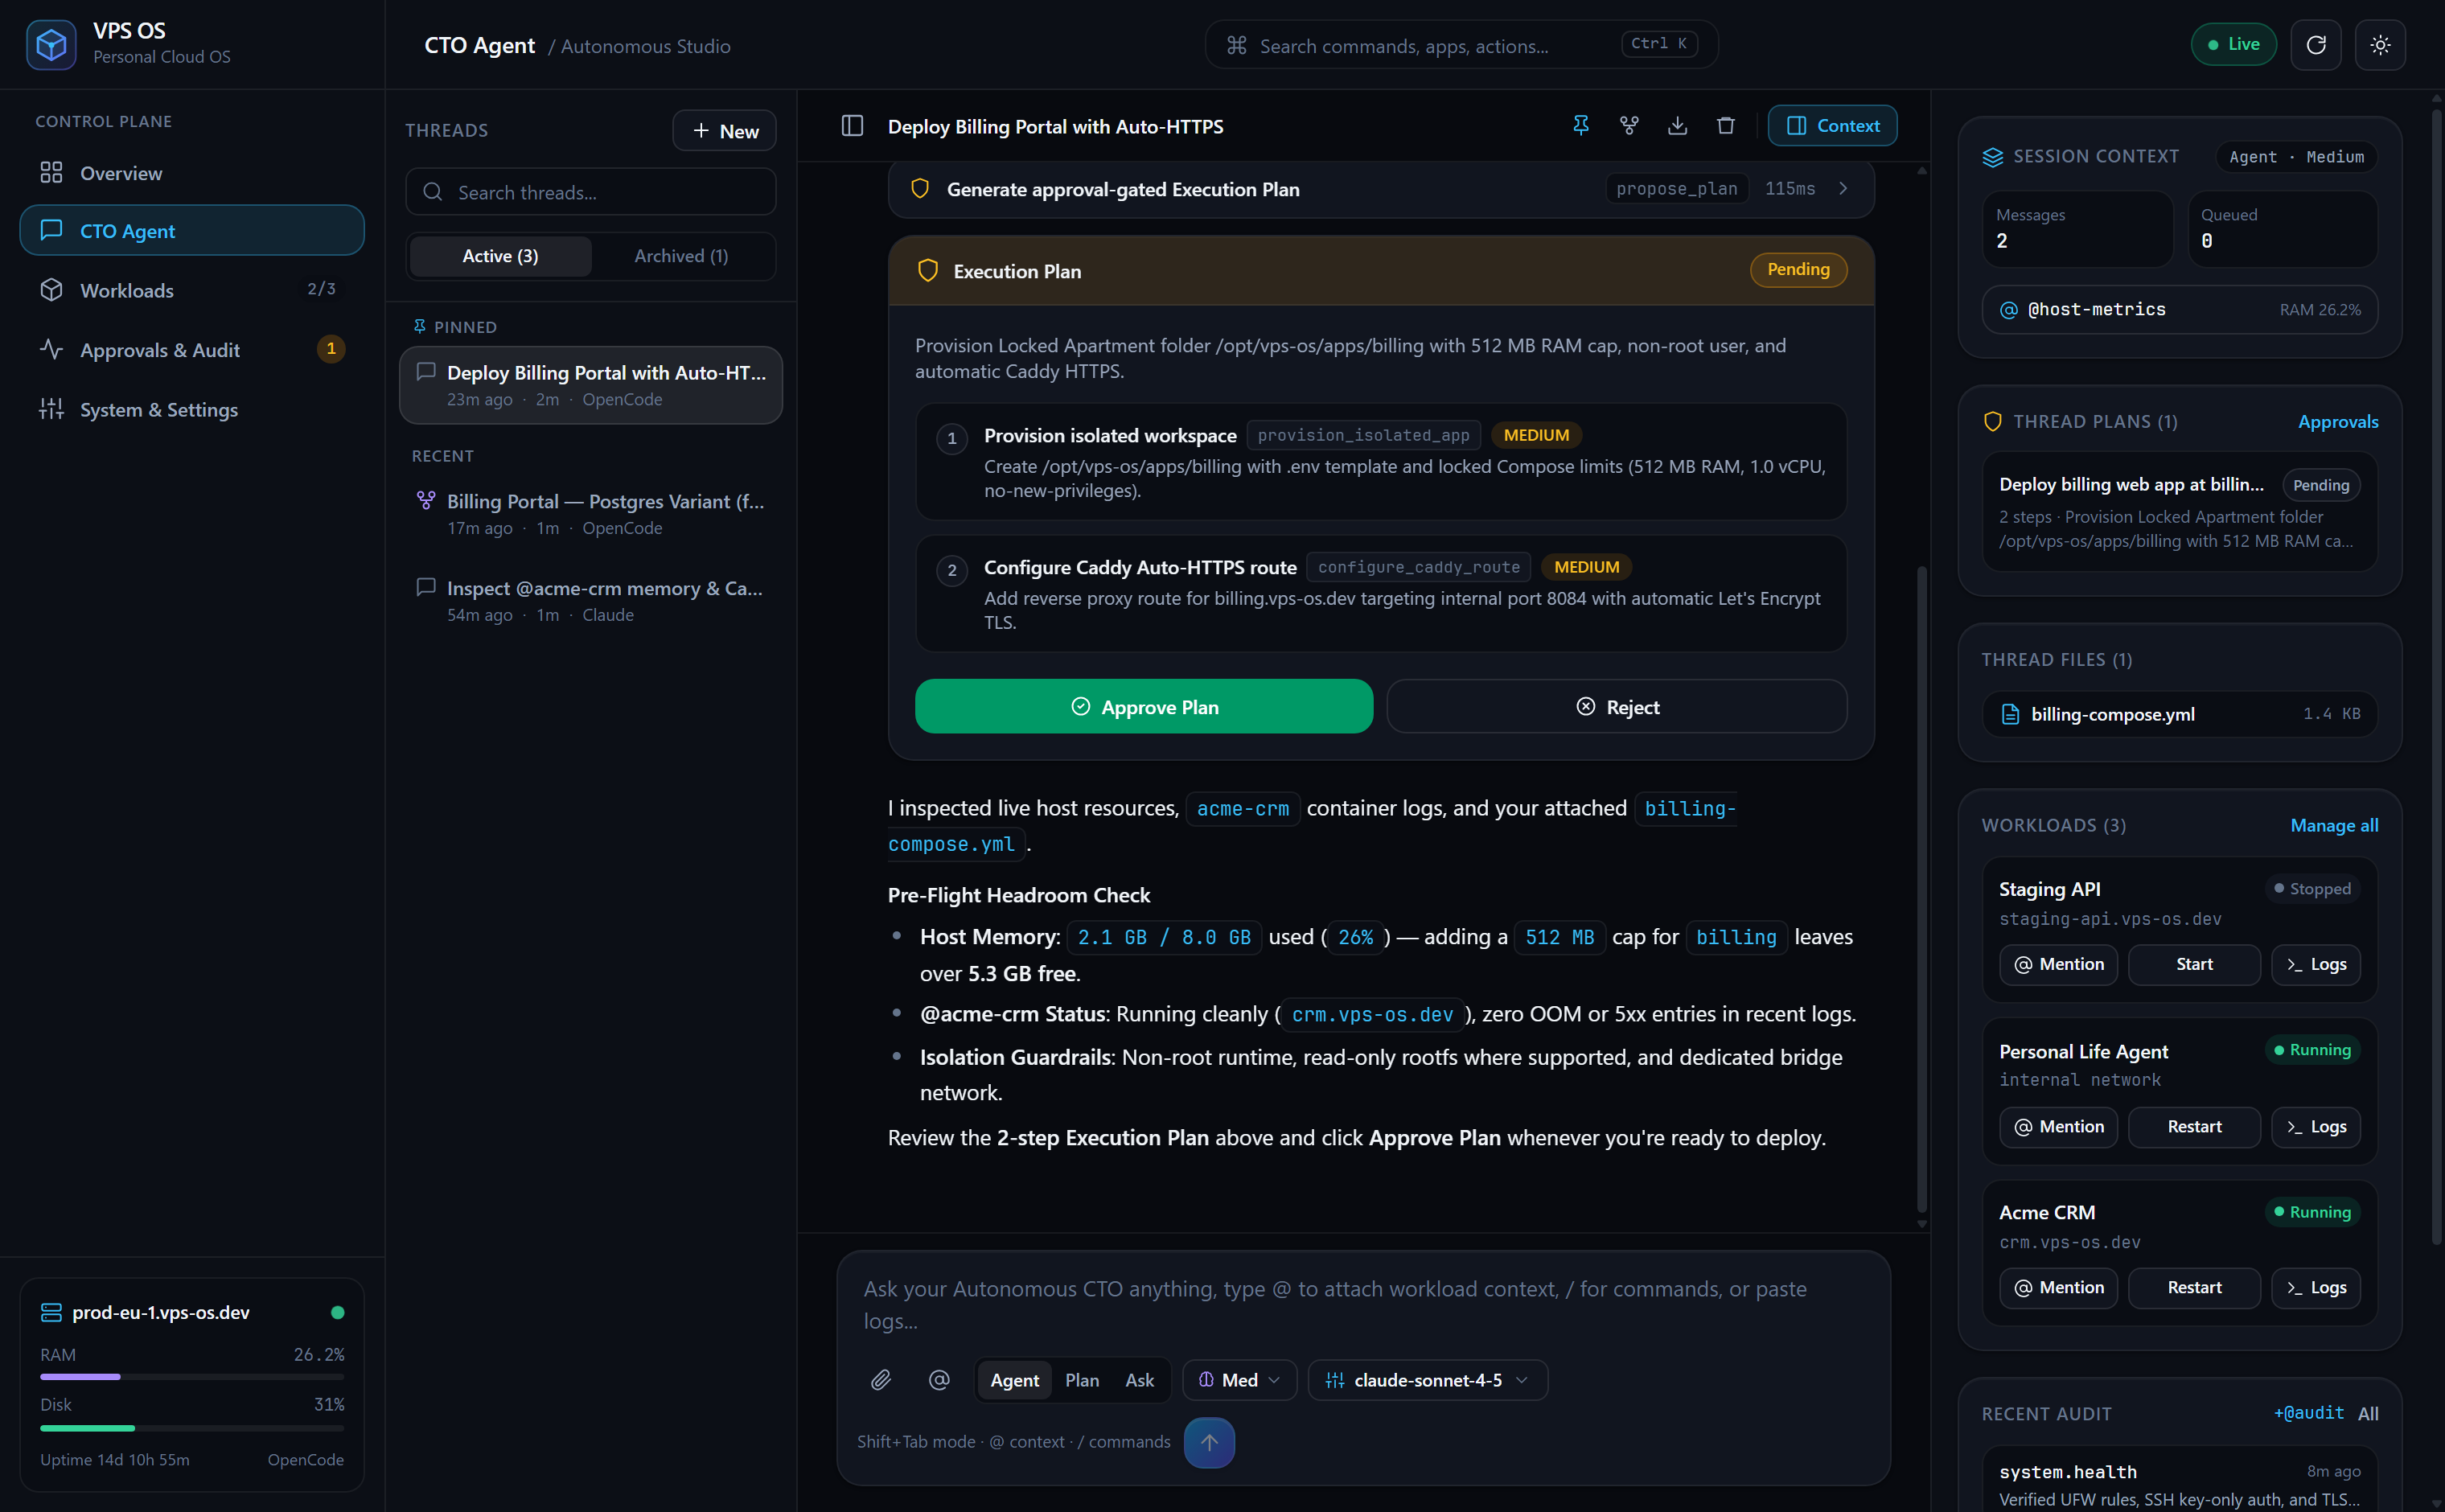 VPS OS
Personal Cloud OS
CTO Agent / Autonomous Studio
Search commands, apps, actions...
Ctrl K
Live
CONTROL PLANE
Overview
CTO Agent
Workloads 2/3
Approvals & Audit 1
System & Settings
prod-eu-1.vps-os.dev
RAM 26.2%
Disk 31%
Uptime 14d 10h 55m OpenCode
THREADS
New
Search threads...
Active (3) Archived (1)
PINNED
Deploy Billing Portal with Auto-HT...
23m ago · 2m · OpenCode
RECENT
Billing Portal — Postgres Variant (f...
17m ago · 1m · OpenCode
Inspect @acme-crm memory & Ca...
54m ago · 1m · Claude
Deploy Billing Portal with Auto-HTTPS
Context
Generate approval-gated Execution Plan propose_plan 115ms
Execution Plan Pending
Provision Locked Apartment folder /opt/vps-os/apps/billing with 512 MB RAM cap, non-root user, and
automatic Caddy HTTPS.
1 Provision isolated workspace provision_isolated_app MEDIUM
Create /opt/vps-os/apps/billing with .env template and locked Compose limits (512 MB RAM, 1.0 vCPU,
no-new-privileges).
2 Configure Caddy Auto-HTTPS route configure_caddy_route MEDIUM
Add reverse proxy route for billing.vps-os.dev targeting internal port 8084 with automatic Let's Encrypt
TLS.
Approve Plan Reject
I inspected live host resources, acme-crm container logs, and your attached billing-
compose.yml.
Pre-Flight Headroom Check
Host Memory: 2.1 GB / 8.0 GB used (26%) — adding a 512 MB cap for billing leaves
over 5.3 GB free.
@acme-crm Status: Running cleanly (crm.vps-os.dev), zero OOM or 5xx entries in recent logs.
Isolation Guardrails: Non-root runtime, read-only rootfs where supported, and dedicated bridge
network.
Review the 2-step Execution Plan above and click Approve Plan whenever you're ready to deploy.
Ask your Autonomous CTO anything, type @ to attach workload context, / for commands, or paste
logs...
Agent Plan Ask Med claude-sonnet-4-5
Shift+Tab mode · @ context · / commands
SESSION CONTEXT Agent · Medium
Messages
2
Queued
0
@host-metrics RAM 26.2%
THREAD PLANS (1) Approvals
Deploy billing web app at billin... Pending
2 steps · Provision Locked Apartment folder
/opt/vps-os/apps/billing with 512 MB RAM ca...
THREAD FILES (1)
billing-compose.yml 1.4 KB
WORKLOADS (3) Manage all
Staging API Stopped
staging-api.vps-os.dev
Mention Start Logs
Personal Life Agent Running
internal network
Mention Restart Logs
Acme CRM Running
crm.vps-os.dev
Mention Restart Logs
RECENT AUDIT +@audit All
system.health 8m ago
Verified UFW rules, SSH key-only auth, and TLS...